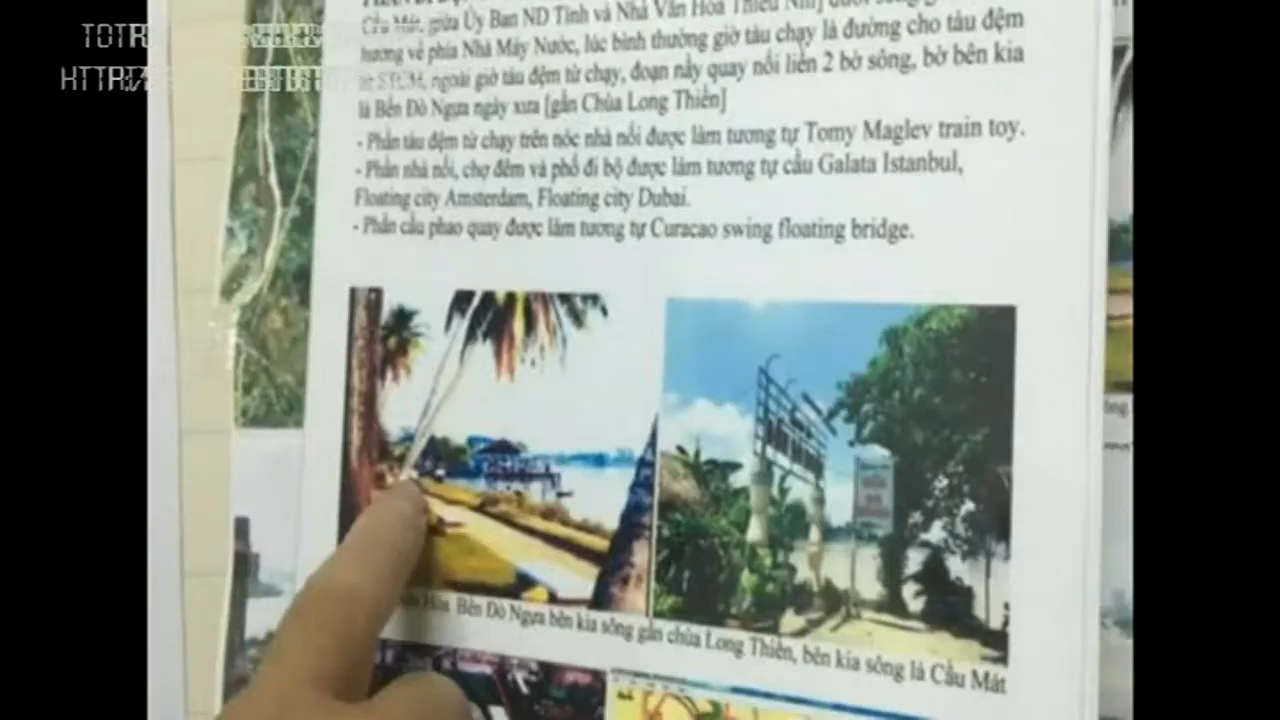 Cầu Mát, giữa Ủy Ban ND Tỉnh và Nhà Văn Hóa Thiếu Nhi]
hương về phía Nhà Máy Nước, lúc bình thường giờ tàu chạy là đường cho tàu đệm
từ STCM, ngoài giờ tàu đệm từ chạy, đoạn nầy quay nối liền 2 bờ sông, bờ bên kia
là Bến Đò Ngựa ngày xưa [gần Chùa Long Thiền]
- Phần tàu đệm từ chạy trên nóc nhà nổi được làm tương tự Tomy Maglev train toy.
- Phần nhà nổi, chợ đêm và phố đi bộ được làm tương tự cầu Galata Istanbul,
Floating city Amsterdam, Floating city Dubai.
- Phần cầu phao quay được làm tương tự Curacao swing floating bridge.
Bến Đò Ngựa bên kia sông gần chùa Long Thiền, bên kia sông là Cầu Mát